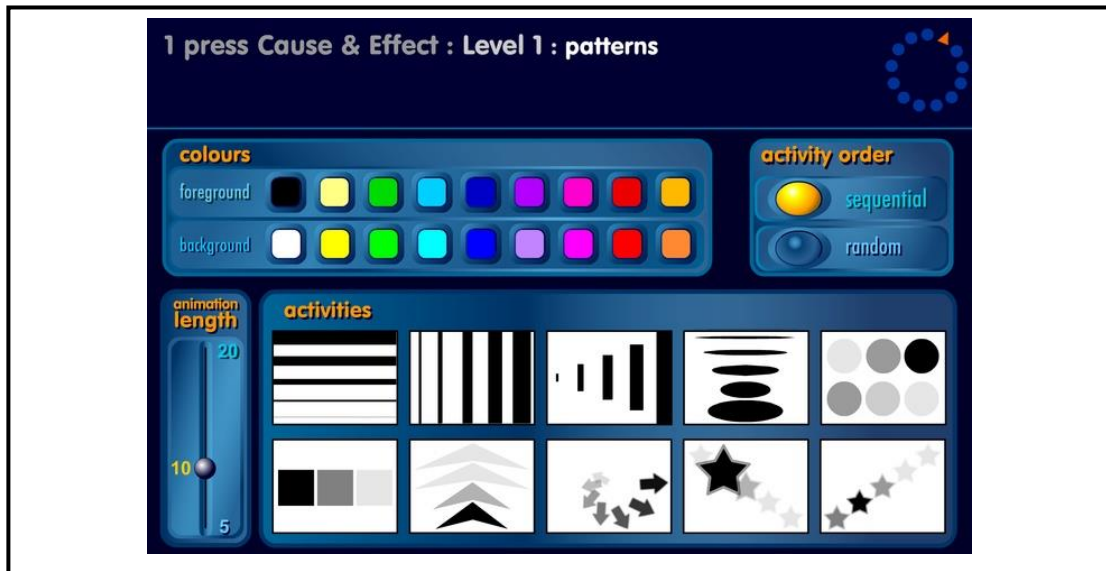 1 press Cause & Effect : Level 1 : patterns
colours
foreground
background
activity order
sequential
random
animation
length
20
10
5
activities